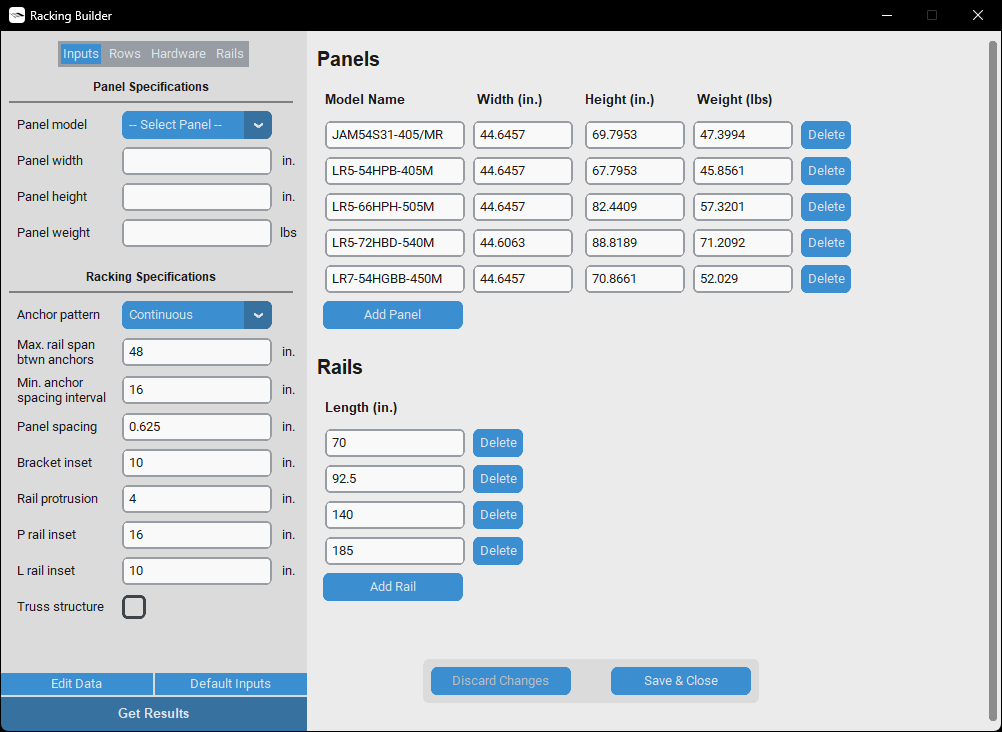 Racking Builder
Inputs Rows Hardware Rails
Panel Specifications
Panel model -- Select Panel --
Panel width in.
Panel height in.
Panel weight lbs
Racking Specifications
Anchor pattern Continuous
Max. rail span
btwn anchors 48 in.
Min. anchor
spacing interval 16 in.
Panel spacing 0.625 in.
Bracket inset 10 in.
Rail protrusion 4 in.
P rail inset 16 in.
L rail inset 10 in.
Truss structure
Edit Data Default Inputs
Get Results
Panels
Model Name Width (in.) Height (in.) Weight (lbs)
JAM54S31-405/MR 44.6457 69.7953 47.3994 Delete
LR5-54HPB-405M 44.6457 67.7953 45.8561 Delete
LR5-66HPH-505M 44.6457 82.4409 57.3201 Delete
LR5-72HBD-540M 44.6063 88.8189 71.2092 Delete
LR7-54HGBB-450M 44.6457 70.8661 52.029 Delete
Add Panel
Rails
Length (in.)
70 Delete
92.5 Delete
140 Delete
185 Delete
Add Rail
Discard Changes Save & Close